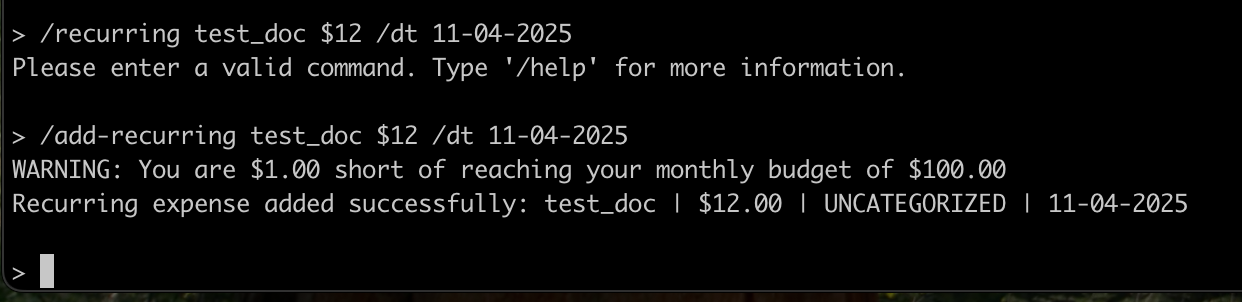 > /recurring test_doc $12 /dt 11-04-2025
Please enter a valid command. Type '/help' for more information.
> /add-recurring test_doc $12 /dt 11-04-2025
WARNING: You are $1.00 short of reaching your monthly budget of $100.00
Recurring expense added successfully: test_doc | $12.00 | UNCATEGORIZED | 11-04-2025
>